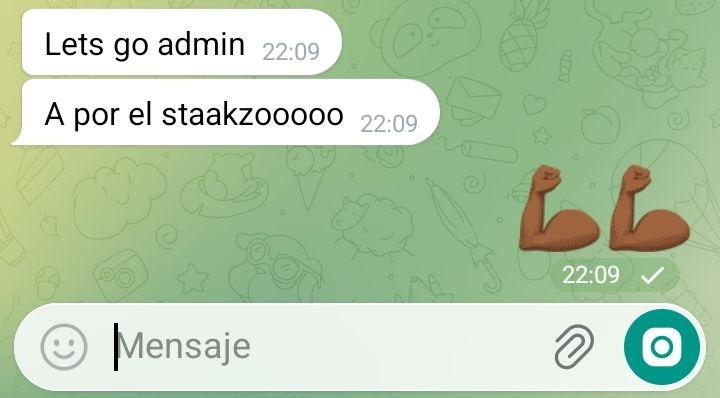 Lets go admin 22:09
A por el staakzooooo 22:09
💪🏾💪🏾
22:09
Mensaje